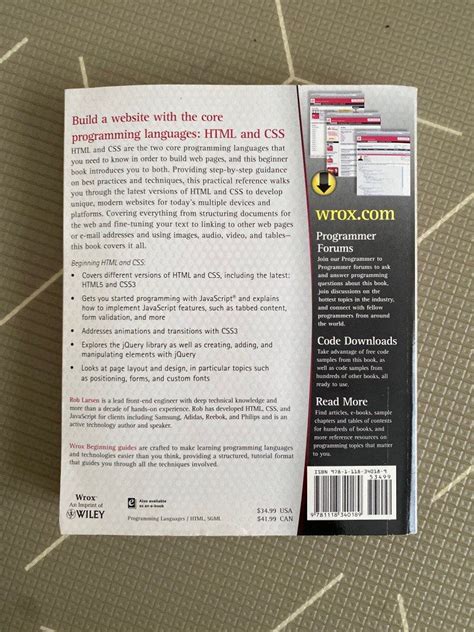 Build a website with the core
programming languages: HTML and CSS
HTML and CSS are the two core programming languages that
you need to know in order to build web pages, and this beginner
book introduces you to both. Providing step-by-step guidance
on best practices and techniques, this practical reference walks
you through the latest versions of HTML and CSS to develop
unique, modern websites for today's multiple devices and
platforms. Covering everything from structuring documents for
the web and fine-tuning your text to linking to other web pages
or e-mail addresses and using images, audio, video, and tables—
this book covers it all.
Beginning HTML and CSS:
• Covers different versions of HTML and CSS, including the latest:
HTML5 and CSS3
• Gets you started programming with JavaScript® and explains
how to implement JavaScript features, such as tabbed content,
form validation, and more
• Addresses animations and transitions with CSS3
• Explores the jQuery library as well as creating, adding, and
manipulating elements with jQuery
• Looks at page layout and design, in particular topics such
as positioning, forms, and custom fonts
Rob Larsen is a lead front-end engineer with deep technical knowledge and
more than a decade of hands-on experience. Rob has developed HTML, CSS, and
JavaScript for clients including Samsung, Adidas, Reebok, and Philips and is an
active technology author and speaker.
Wrox Beginning guides are crafted to make learning programming languages
and technologies easier than you think, providing a structured, tutorial format
that guides you through all the techniques involved.
Wrox™
An Imprint of
WILEY
e
Also available
as an e-book
Programming Languages / HTML, SGML
$34.99 USA
$41.99 CAN
wrox.com
Programmer
Forums
Join our Programmer to
Programmer forums to ask
and answer programming
questions about this book,
join discussions on the
hottest topics in the industry,
and connect with fellow
programmers from around
the world.
Code Downloads
Take advantage of free code
samples from this book, as
well as code samples from
hundreds of other books, all
ready to use.
Read More
Find articles, e-books, sample
chapters and tables of contents
for hundreds of books, and
more reference resources on
programming topics that matter
to you.
ISBN 978-1-118-34018-9
53499
9 781118 340189